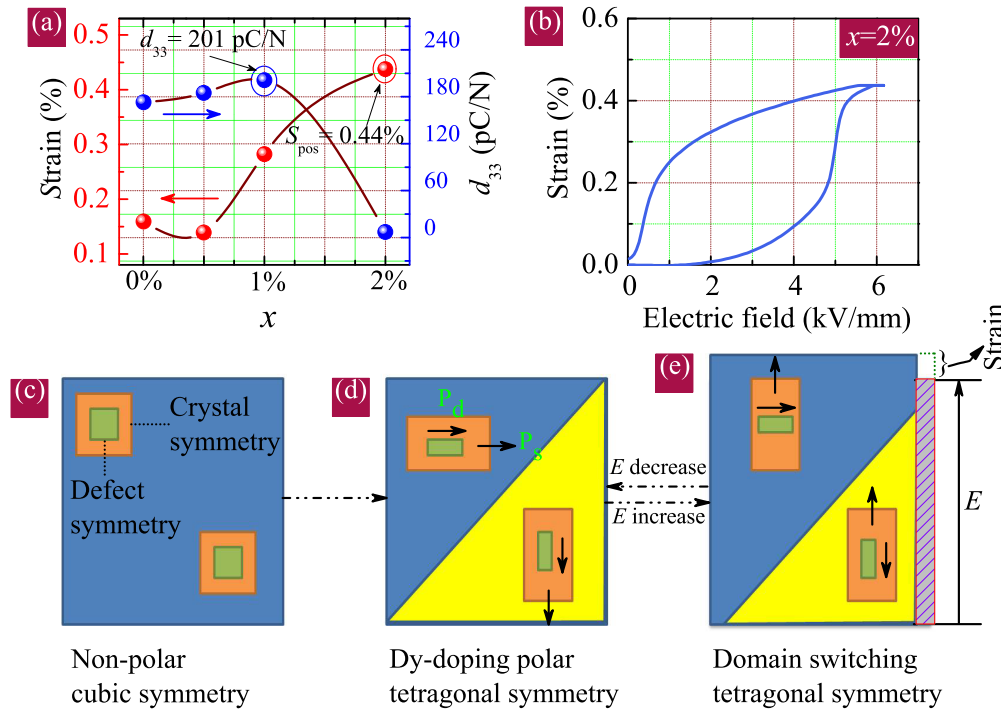 (a)
Strain (%)
0.5
0.4
0.3
0.2
0.1
d33 = 201 pC/N
Spos = 0.44%
240
180
120
60
0
d33 (pC/N)
0%
1%
2%
x
(b)
x=2%
Strain (%)
0.6
0.4
0.2
0.0
0
2
4
6
Electric field (kV/mm)
(c)
Crystal
symmetry
Defect
symmetry
Non-polar
cubic symmetry
(d)
Pd
Ps
Dy-doping polar
tetragonal symmetry
E decrease
E increase
(e)
Strain
E
Domain switching
tetragonal symmetry